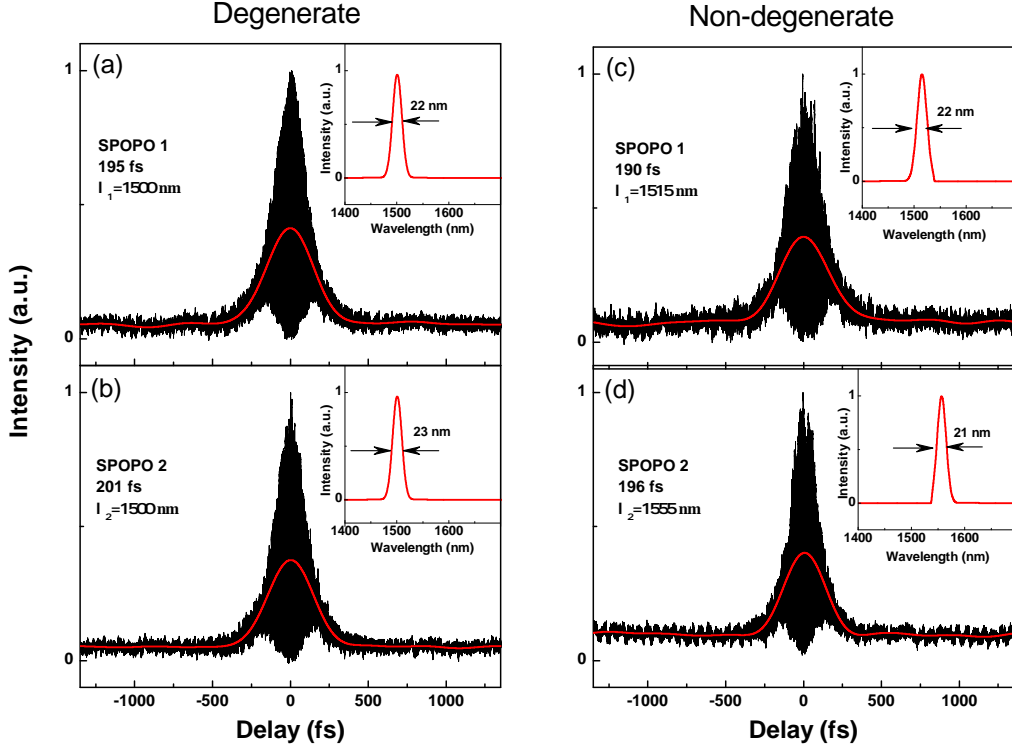 Degenerate
Non-degenerate
Intensity (a.u.)
(a)
SPOPO 1
195 fs
l 1=1500nm
1
0
Intensity (a.u.)
1
0
22 nm
1400 1500 1600
Wavelength (nm)
(b)
SPOPO 2
201 fs
l 2=1500nm
1
0
Intensity (a.u.)
1
0
23 nm
1400 1500 1600
Wavelength (nm)
-1000 -500 0 500 1000
Delay (fs)
(c)
SPOPO 1
190 fs
l 1=1515nm
1
0
Intensity (a.u.)
1
0
22 nm
1400 1500 1600
Wavelength (nm)
(d)
SPOPO 2
196 fs
l 2=1555nm
1
0
Intensity (a.u.)
1
0
21 nm
1400 1500 1600
Wavelength (nm)
-1000 -500 0 500 1000
Delay (fs)